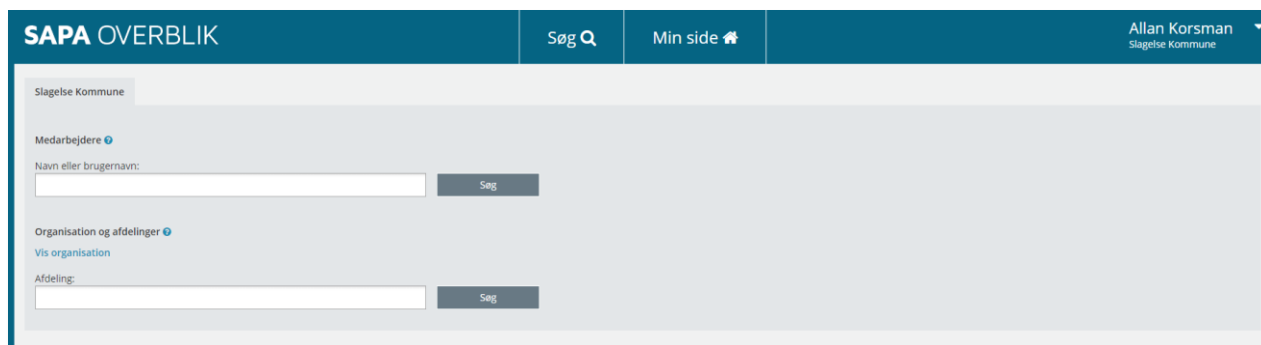 SAPA OVERBLIK
Søg
Min side
Allan Korsman
Slagelse Kommune
Slagelse Kommune
Medarbejdere
Navn eller brugernavn:
Søg
Organisation og afdelinger
Vis organisation
Afdeling:
Søg